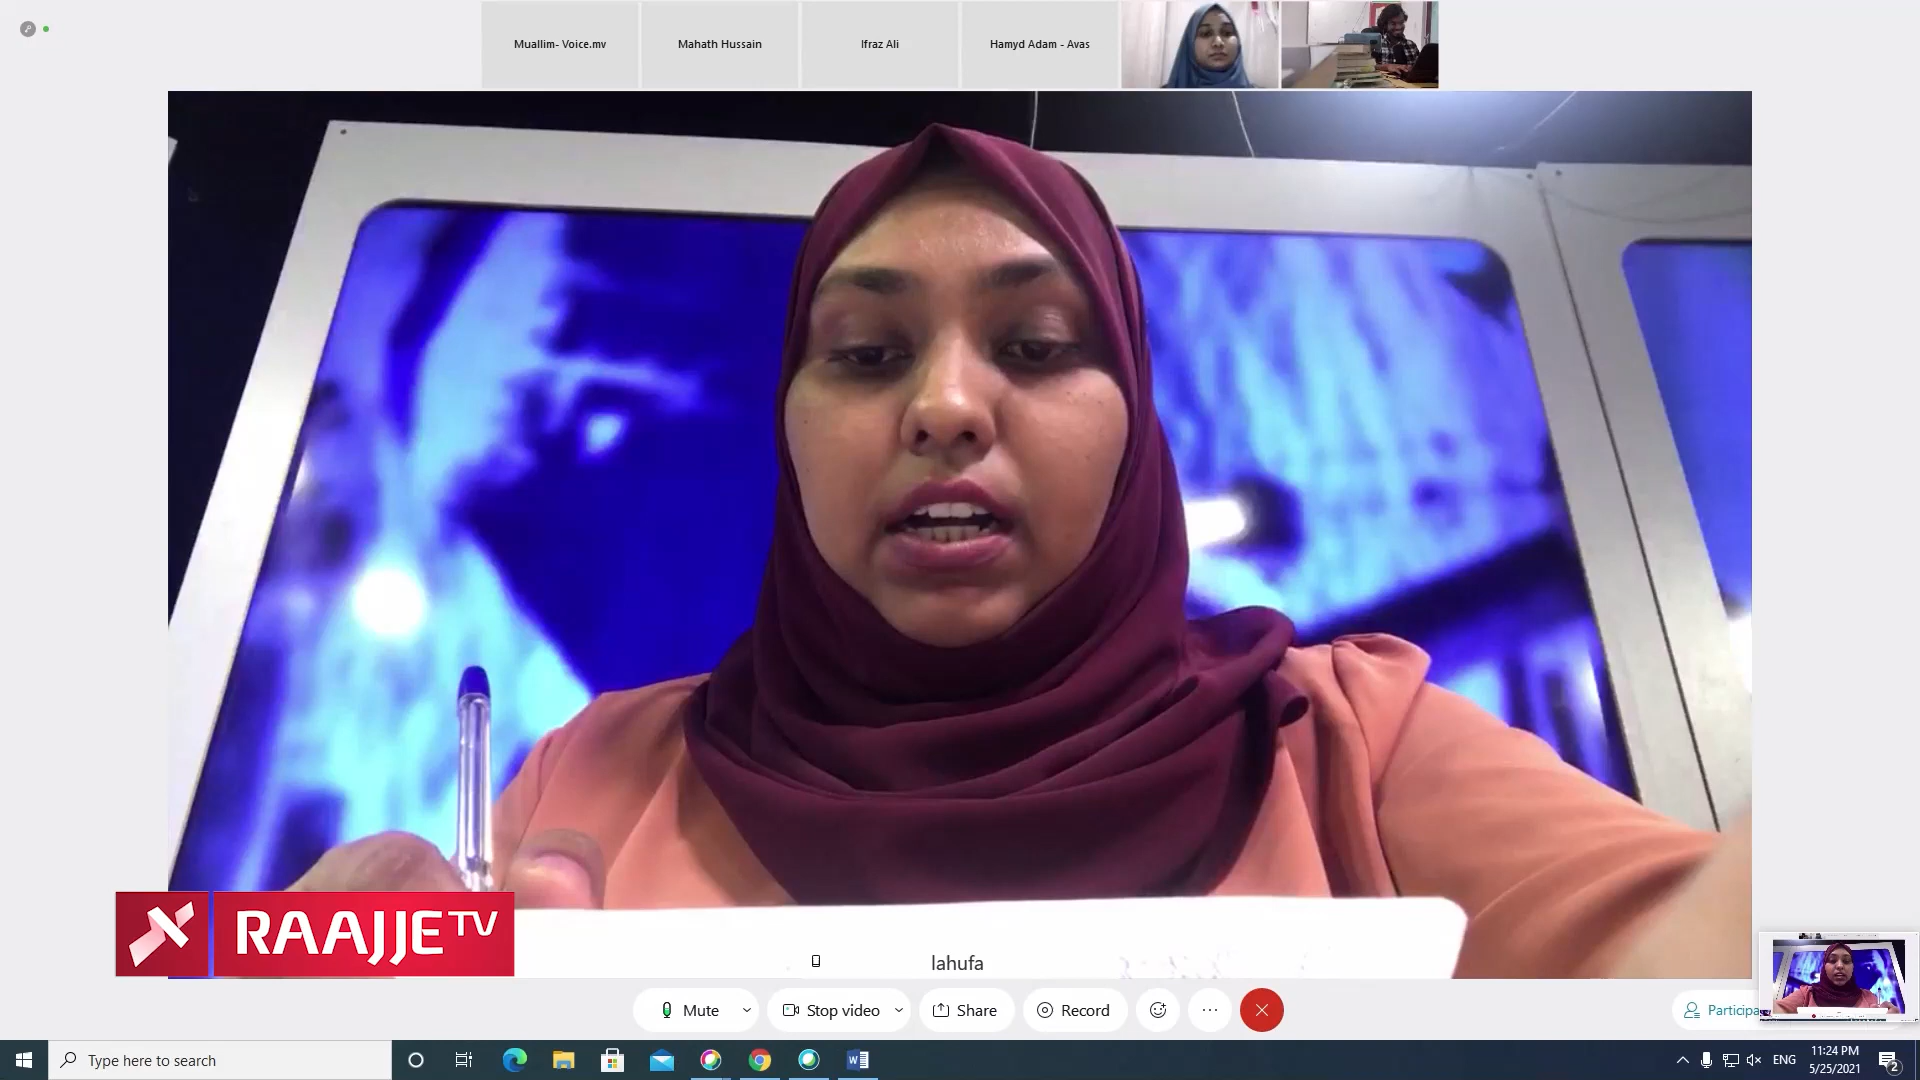 Muallim- Voice.mv
Mahath Hussain
Ifraz Ali
Hamyd Adam - Avas
RAAJJE TV
lahufa
Mute
Stop video
Share
Record
Participa
Type here to search
ENG
11:24 PM
5/25/2021
2